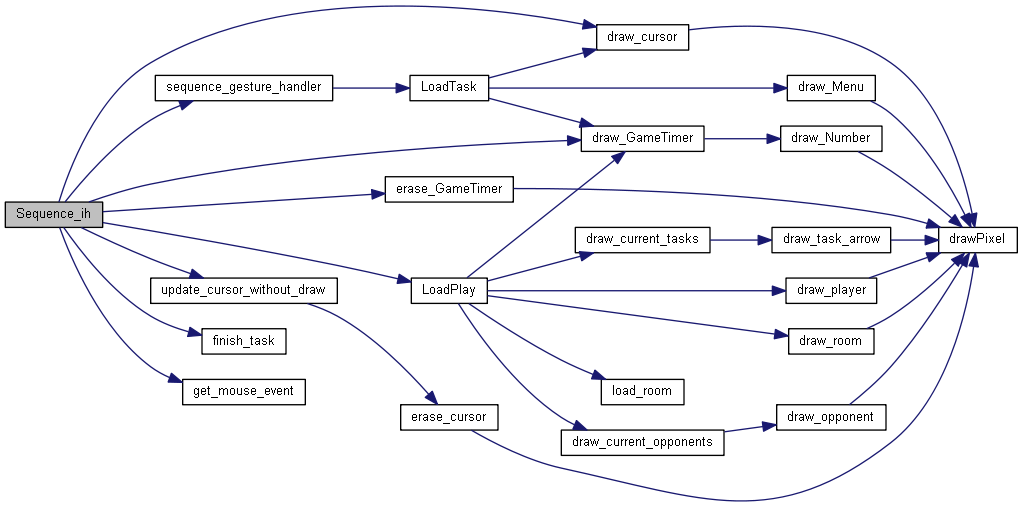 draw_cursor
sequence_gesture_handler
LoadTask
draw_Menu
draw_GameTimer
draw_Number
erase_GameTimer
Sequence_ih
draw_current_tasks
draw_task_arrow
drawPixel
update_cursor_without_draw
LoadPlay
draw_player
finish_task
draw_room
get_mouse_event
load_room
erase_cursor
draw_opponent
draw_current_opponents